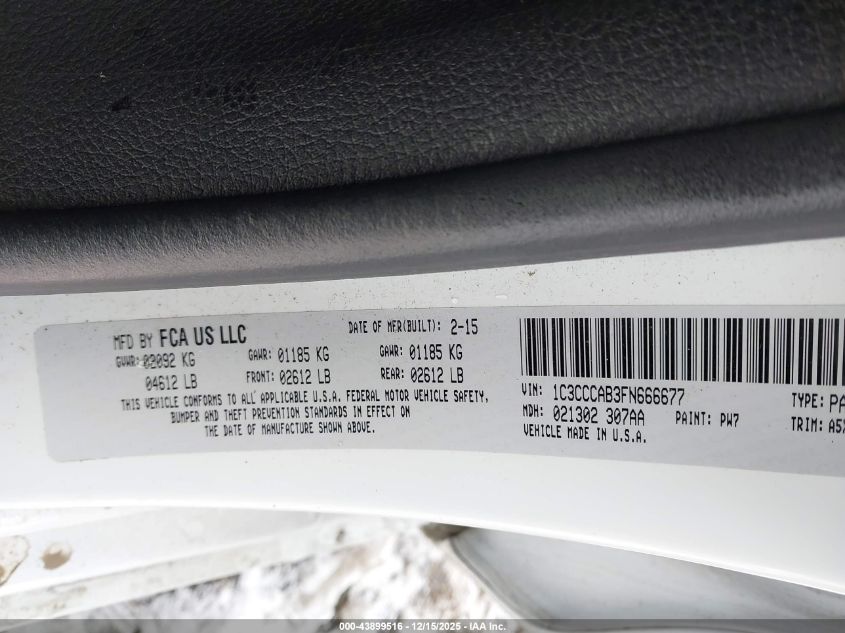 MFD BY FCA US LLC
DATE OF MFR(BUILT): 2-15
GVWR: 02092 KG
GAWR: 01185 KG
GAWR: 01185 KG
04612 LB
FRONT: 02612 LB
REAR: 02612 LB
THIS VEHICLE CONFORMS TO ALL APPLICABLE U.S.A. FEDERAL MOTOR VEHICLE SAFETY,
BUMPER AND THEFT PREVENTION STANDARDS IN EFFECT ON
THE DATE OF MANUFACTURE SHOWN ABOVE.
VIN: 1C3CCCAB3FN666677
TYPE: PA
MDH: 021302 307AA
PAINT: PW7
TRIM: A5
VEHICLE MADE IN U.S.A.
000-43899516 - 12/15/2025 - IAA Inc.